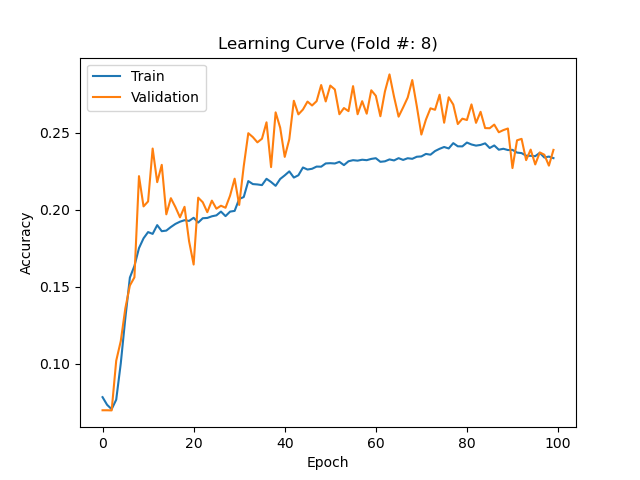 Learning Curve (Fold #: 8)
Train
Validation
Accuracy
0.25
0.20
0.15
0.10
0 20 40 60 80 100
Epoch